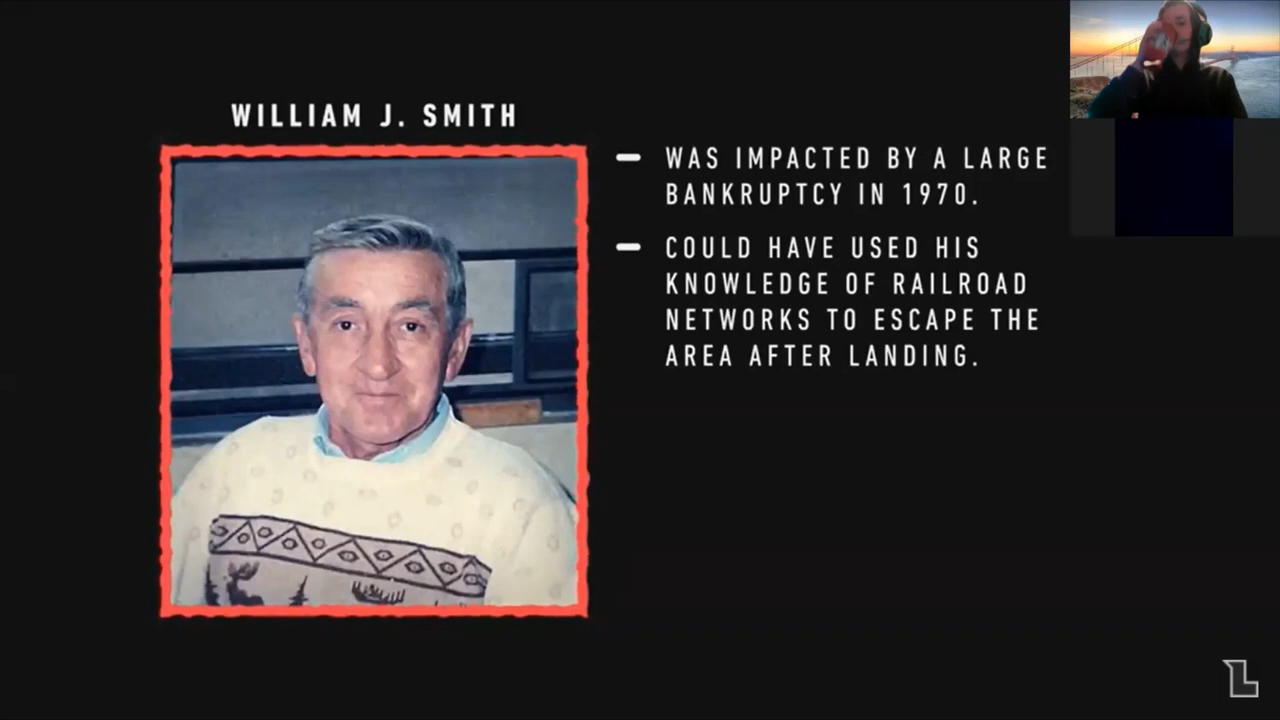 WILLIAM J. SMITH
WAS IMPACTED BY A LARGE
BANKRUPTCY IN 1970.
COULD HAVE USED HIS
KNOWLEDGE OF RAILROAD
NETWORKS TO ESCAPE THE
AREA AFTER LANDING.
L